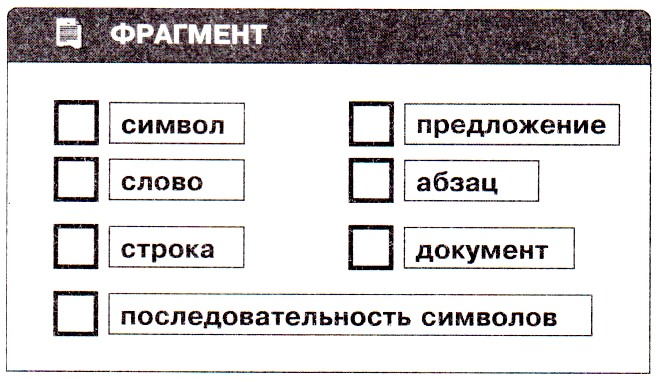 ФРАГМЕНТ
символ
предложение
слово
абзац
строка
документ
последовательность символов